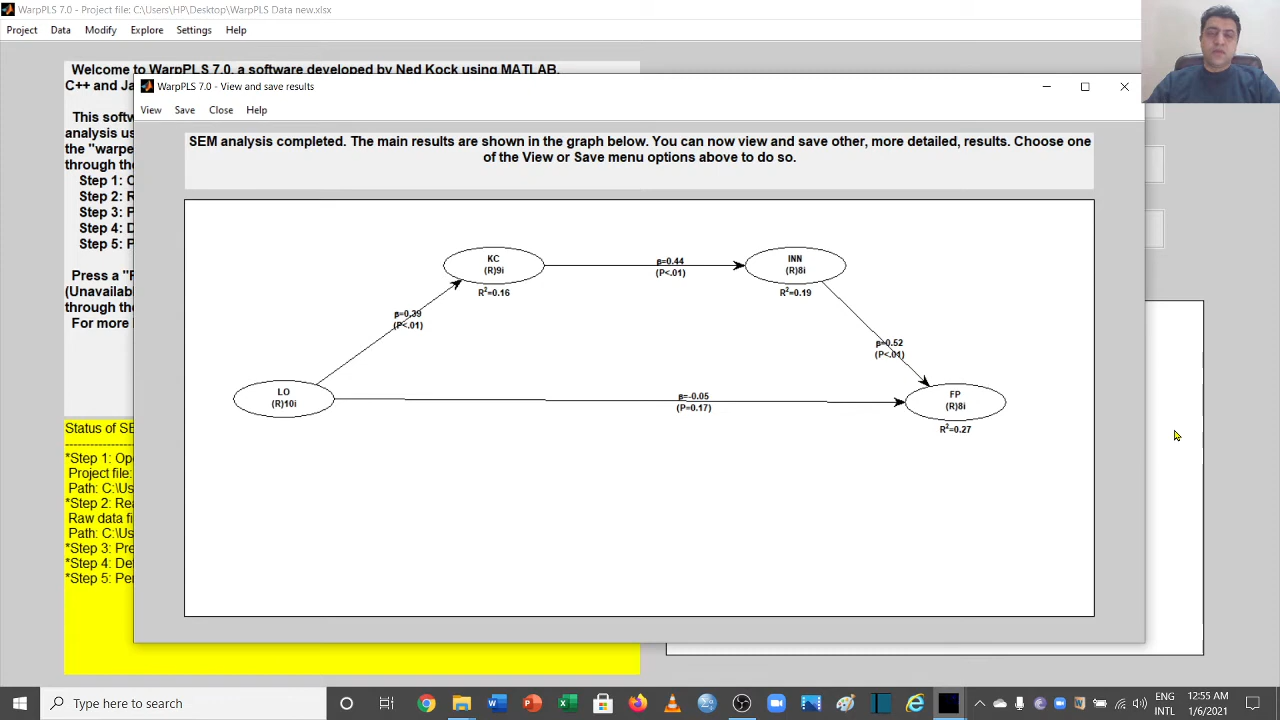 WarpPLS 7.0 - Project file: C:\Users\HP\Desktop\WarpPLS Data new.xlsx
Project Data Modify Explore Settings Help
Welcome to WarpPLS 7.0, a software developed by Ned Kock using MATLAB,
C++ and Ja
This softw
analysis us
the "warpe
through the
Step 1: O
Step 2: R
Step 3: P
Step 4: D
Step 5: P
Press a "P
(Unavailab
through the
For more i
Status of SE
*Step 1: Ope
Project file:
Path: C:\Us
*Step 2: Rea
Raw data fi
Path: C:\Us
*Step 3: Pre
*Step 4: Def
*Step 5: Per
WarpPLS 7.0 - View and save results
View Save Close Help
SEM analysis completed. The main results are shown in the graph below. You can now view and save other, more detailed, results. Choose one
of the View or Save menu options above to do so.
KC
(R)9i
R²=0.16
β=0.44
(P<.01)
INN
(R)8i
R²=0.19
β=0.39
(P<.01)
β=0.52
(P<.01)
LO
(R)10i
β=-0.05
(P=0.17)
FP
(R)8i
R²=0.27
Type here to search
ENG
INTL
12:55 AM
1/6/2021